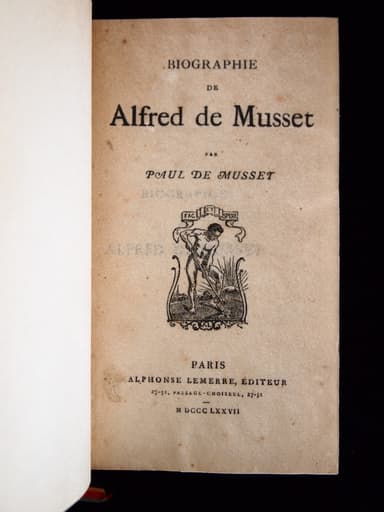 BIOGRAPHIE
DE
Alfred de Musset
PAR
PAUL DE MUSSET
FAC ET SPERA
PARIS
ALPHONSE LEMERRE, ÉDITEUR
27-31, PASSAGE-CHOISEUL, 27-31
M DCCC LXXVII